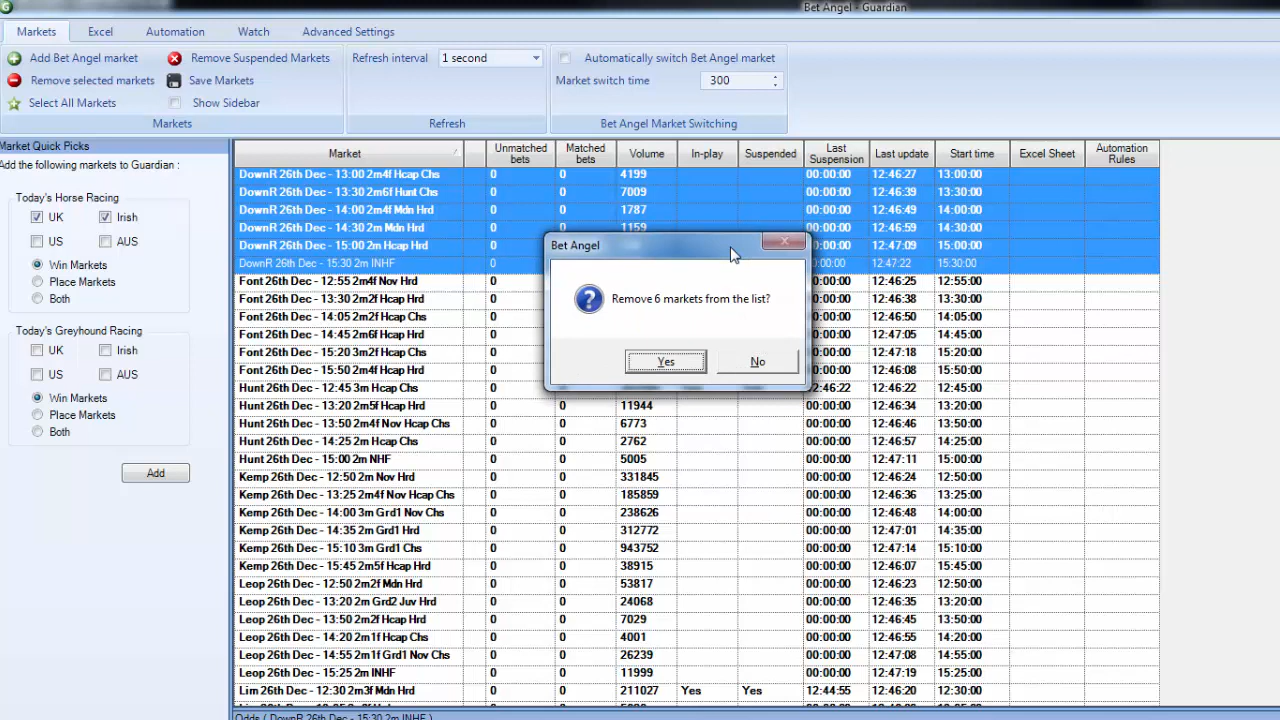 Bet Angel - Guardian
Markets Excel Automation Watch Advanced Settings
Add Bet Angel market Remove Suspended Markets Refresh interval 1 second Automatically switch Bet Angel market
Remove selected markets Save Markets Market switch time 300
Select All Markets Show Sidebar
Markets Refresh Bet Angel Market Switching
Market Quick Picks
Add the following markets to Guardian :
Today's Horse Racing
UK Irish
US AUS
Win Markets
Place Markets
Both
Today's Greyhound Racing
UK Irish
US AUS
Win Markets
Place Markets
Both
Add
Market Unmatched bets Matched bets Volume In-play Suspended Last Suspension Last update Start time Excel Sheet Automation Rules
DownR 26th Dec - 13:00 2m4f Hcap Chs 0 0 4199 00:00:00 12:46:27 13:00:00
DownR 26th Dec - 13:30 2m6f Hunt Chs 0 0 7009 00:00:00 12:46:39 13:30:00
DownR 26th Dec - 14:00 2m4f Mdn Hrd 0 0 1787 00:00:00 12:46:49 14:00:00
DownR 26th Dec - 14:30 2m Mdn Hrd 0 0 1159 00:00:00 12:46:59 14:30:00
DownR 26th Dec - 15:00 2m Hcap Hrd 0 12:47:09 15:00:00
DownR 26th Dec - 15:30 2m INHF 0 12:47:22 15:30:00
Font 26th Dec - 12:55 2m4f Nov Hrd 0 12:46:25 12:55:00
Font 26th Dec - 13:30 2m2f Hcap Hrd 0 12:46:38 13:30:00
Font 26th Dec - 14:05 2m2f Hcap Chs 0 12:46:50 14:05:00
Font 26th Dec - 14:45 2m6f Hcap Hrd 0 12:47:05 14:45:00
Font 26th Dec - 15:20 3m2f Hcap Chs 0 12:47:18 15:20:00
Font 26th Dec - 15:50 2m4f Hcap Hrd 0 12:46:08 15:50:00
Hunt 26th Dec - 12:45 3m Hcap Chs 0 12:46:22 12:46:22 12:45:00
Hunt 26th Dec - 13:20 2m5f Hcap Hrd 0 0 11944 00:00:00 12:46:34 13:20:00
Hunt 26th Dec - 13:50 2m4f Nov Hcap Chs 0 0 6773 00:00:00 12:46:46 13:50:00
Hunt 26th Dec - 14:25 2m Hcap Chs 0 0 2762 00:00:00 12:46:57 14:25:00
Hunt 26th Dec - 15:00 2m NHF 0 0 5005 00:00:00 12:47:11 15:00:00
Kemp 26th Dec - 12:50 2m Nov Hrd 0 0 331845 00:00:00 12:46:24 12:50:00
Kemp 26th Dec - 13:25 2m4f Nov Hcap Chs 0 0 185859 00:00:00 12:46:36 13:25:00
Kemp 26th Dec - 14:00 3m Grd1 Nov Chs 0 0 238626 00:00:00 12:46:48 14:00:00
Kemp 26th Dec - 14:35 2m Grd1 Hrd 0 0 312772 00:00:00 12:47:01 14:35:00
Kemp 26th Dec - 15:10 3m Grd1 Chs 0 0 943752 00:00:00 12:47:14 15:10:00
Kemp 26th Dec - 15:45 2m5f Hcap Hrd 0 0 38915 00:00:00 12:46:07 15:45:00
Leop 26th Dec - 12:50 2m2f Mdn Hrd 0 0 53817 00:00:00 12:46:23 12:50:00
Leop 26th Dec - 13:20 2m Grd2 Juv Hrd 0 0 24068 00:00:00 12:46:35 13:20:00
Leop 26th Dec - 13:50 2m2f Hcap Hrd 0 0 7029 00:00:00 12:46:45 13:50:00
Leop 26th Dec - 14:20 2m1f Hcap Chs 0 0 4001 00:00:00 12:46:55 14:20:00
Leop 26th Dec - 14:55 2m1f Grd1 Nov Chs 0 0 26239 00:00:00 12:47:08 14:55:00
Leop 26th Dec - 15:25 2m INHF 0 0 11999 00:00:00 12:47:19 15:25:00
Lim 26th Dec - 12:30 2m3f Mdn Hrd 0 0 211027 Yes Yes 12:44:55 12:46:20 12:30:00
Odds ( DownR 26th Dec - 15:30 2m INHF )
Bet Angel
Remove 6 markets from the list?
Yes No